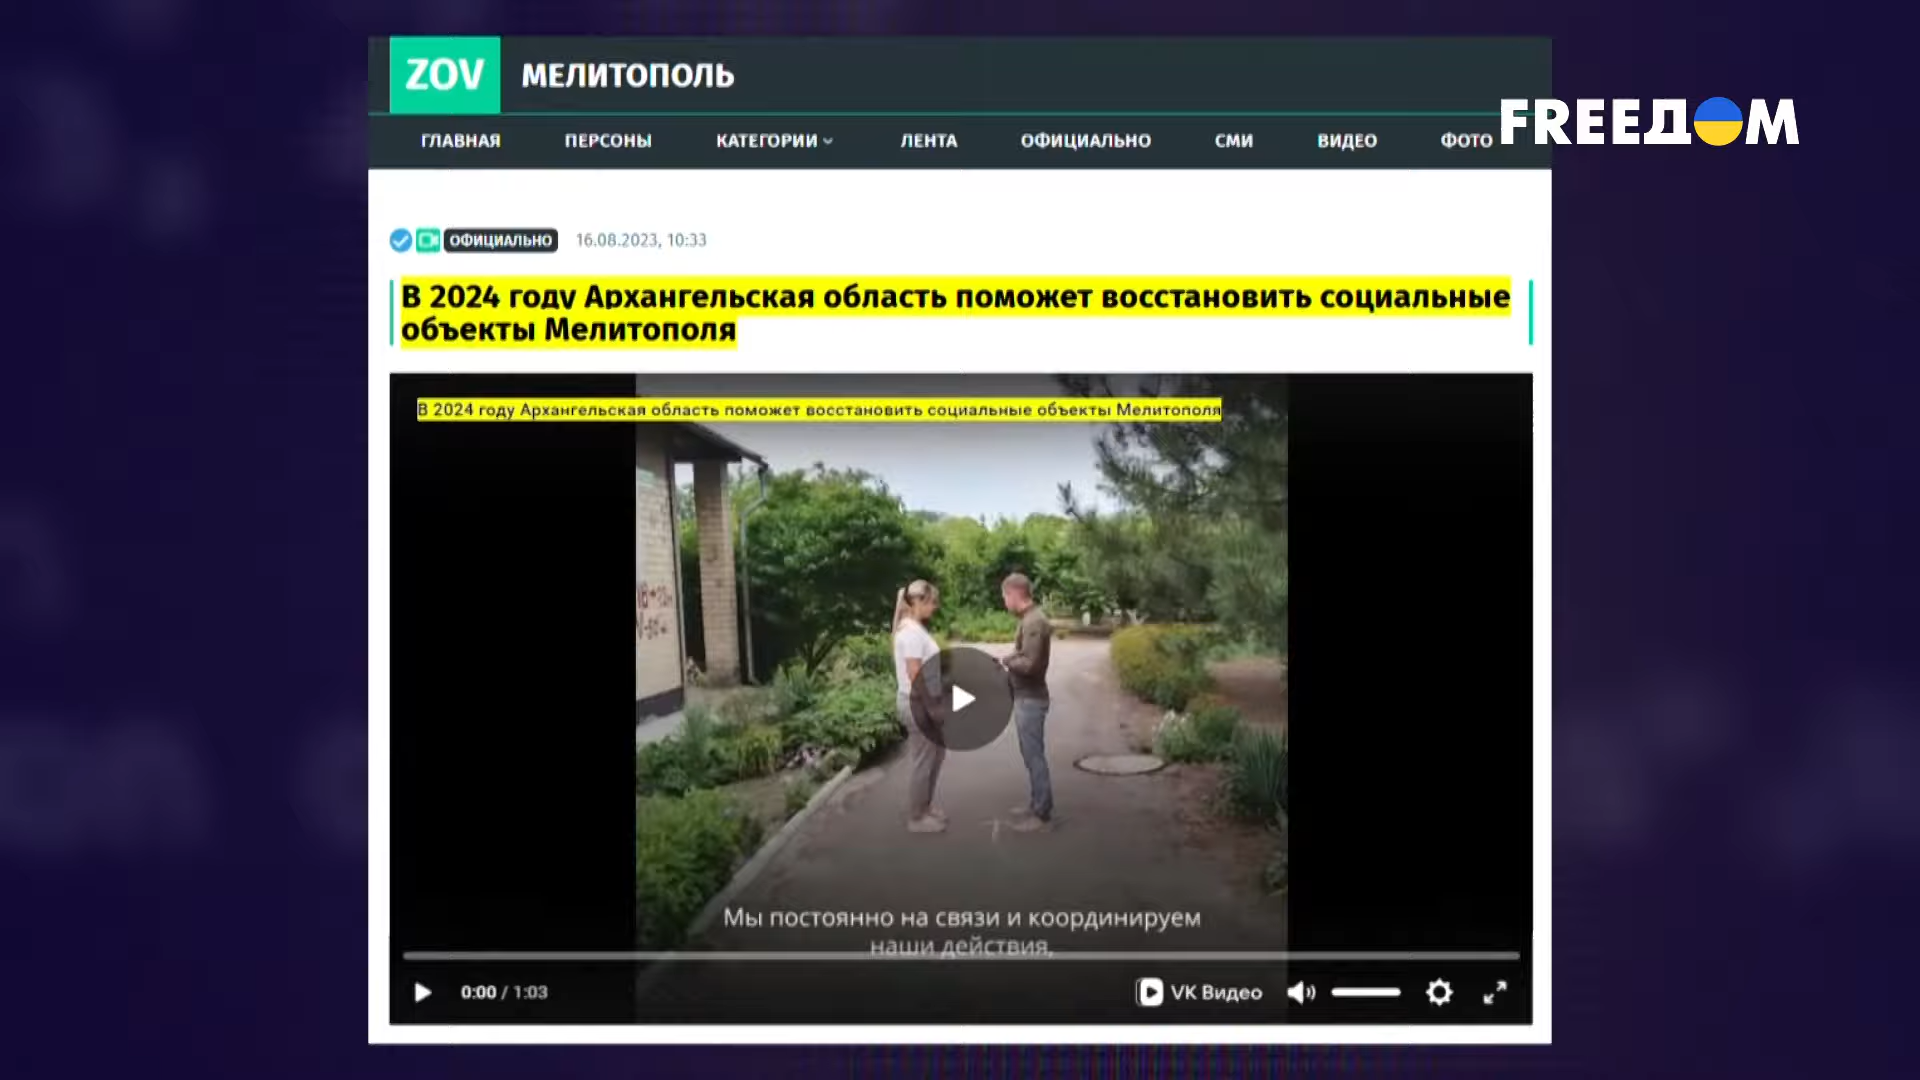 ZOV МЕЛИТОПОЛЬ
FREEДOM
ГЛАВНАЯ ПЕРСОНЫ КАТЕГОРИИ ЛЕНТА ОФИЦИАЛЬНО СМИ ВИДЕО ФОТО
ОФИЦИАЛЬНО 16.08.2023, 10:33
В 2024 году Архангельская область поможет восстановить социальные
объекты Мелитополя
В 2024 году Архангельская область поможет восстановить социальные объекты Мелитополя
Мы постоянно на связи и координируем
наши действия,
0:00 / 1:03 VK Видео